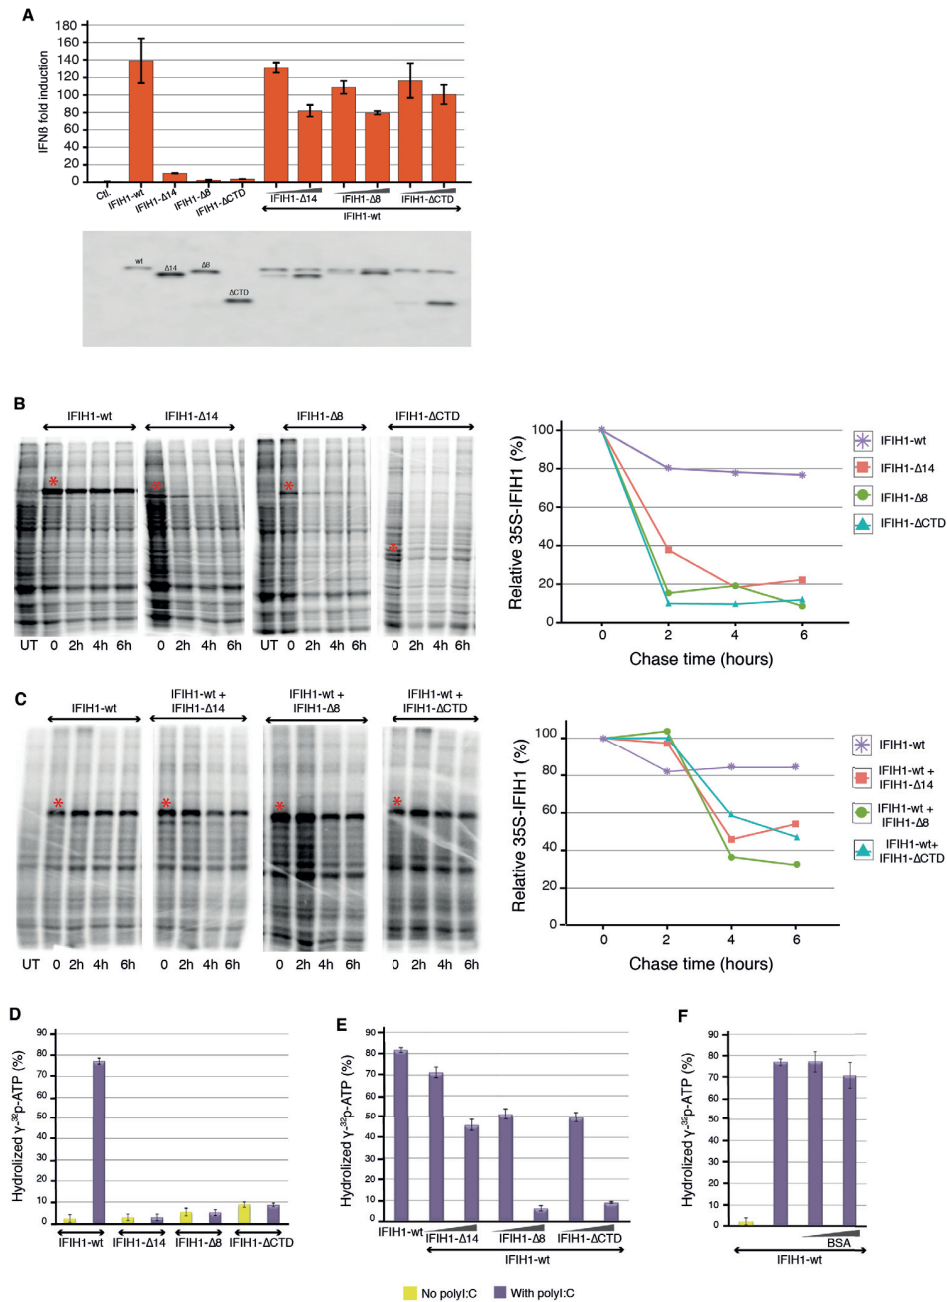 A
180
160
140
120
100
80
60
40
20
0
IFNß fold induction
Ctl.
IFIH1-wt
IFIH1-Δ14
IFIH1-Δ8
IFIH1-ΔCTD
IFIH1-Δ14 IFIH1-Δ8 IFIH1-ΔCTD
IFIH1-wt
wt Δ14 Δ8 ΔCTD
B
IFIH1-wt IFIH1-Δ14 IFIH1-Δ8 IFIH1-ΔCTD
* * * *
UT 0 2h 4h 6h 0 2h 4h 6h UT 0 2h 4h 6h 0 2h 4h 6h
Relative 35S-IFIH1 (%)
100
80
60
40
20
0
0 2 4 6
Chase time (hours)
IFIH1-wt
IFIH1-Δ14
IFIH1-Δ8
IFIH1-ΔCTD
C
IFIH1-wt IFIH1-wt + IFIH1-Δ14 IFIH1-wt + IFIH1-Δ8 IFIH1-wt + IFIH1-ΔCTD
* * * *
UT 0 2h 4h 6h 0 2h 4h 6h 0 2h 4h 6h 0 2h 4h 6h
Relative 35S-IFIH1 (%)
100
80
60
40
20
0
0 2 4 6
Chase time (hours)
IFIH1-wt
IFIH1-wt +
IFIH1-Δ14
IFIH1-wt +
IFIH1-Δ8
IFIH1-wt+
IFIH1-ΔCTD
D
Hydrolized γ-³²p-ATP (%)
90
80
70
60
50
40
30
20
10
0
IFIH1-wt IFIH1-Δ14 IFIH1-Δ8 IFIH1-ΔCTD
E
Hydrolized γ-³²p-ATP (%)
90
80
70
60
50
40
30
20
10
0
IFIH1-wt IFIH1-Δ14 IFIH1-Δ8 IFIH1-ΔCTD
IFIH1-wt
F
Hydrolized γ-³²p-ATP (%)
90
80
70
60
50
40
30
20
10
0
BSA
IFIH1-wt
No polyI:C With polyI:C